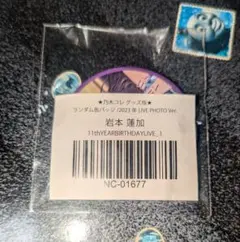 ★乃木コレ グッズ版★
ランダム缶バッジ (2023年 LIVE PHOTO Ver.
岩本 蓮加
11thYEARBIRTHDAYLIVE_I
NC-01677